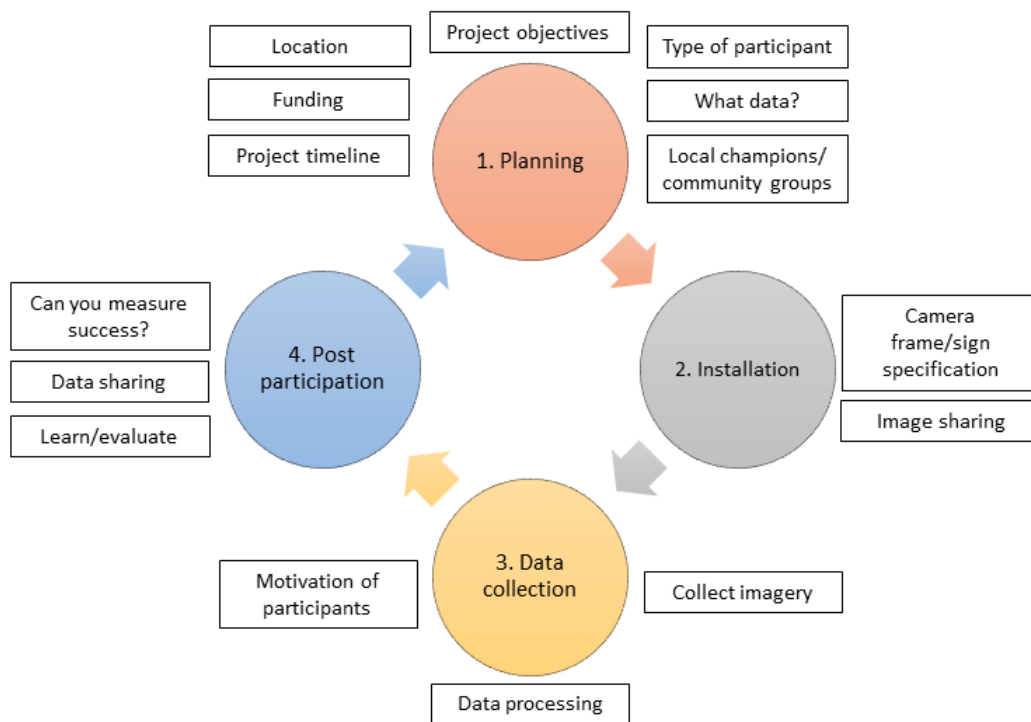 Project objectives
Location
Funding
Project timeline
Type of participant
What data?
Local champions/
community groups
1. Planning
Camera
frame/sign
specification
Image sharing
2. Installation
3. Data
collection
Collect imagery
Motivation of
participants
Data processing
4. Post
participation
Can you measure
success?
Data sharing
Learn/evaluate